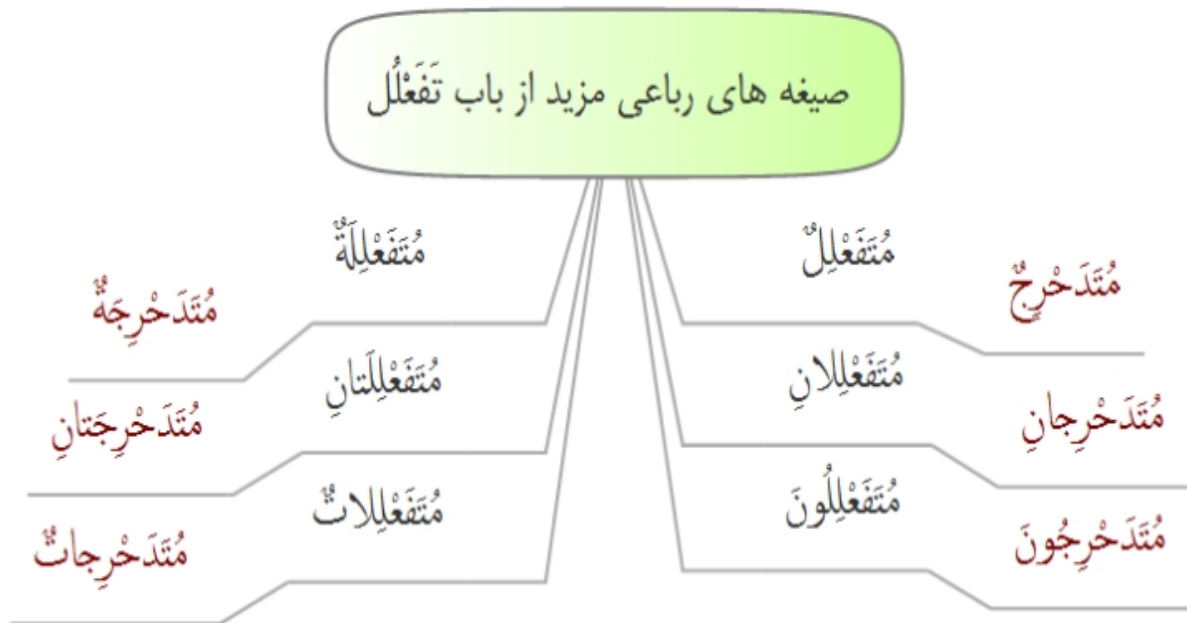 صیغه های رباعی مزید از باب تَفَعْلُل
مُتَفَعْلِلٌ
مُتَدَحْرِجٌ
مُتَفَعْلِلانِ
مُتَدَحْرِجانِ
مُتَفَعْلِلُونَ
مُتَدَحْرِجُونَ
مُتَفَعْلِلَةٌ
مُتَدَحْرِجَةٌ
مُتَفَعْلِلَتانِ
مُتَدَحْرِجَتانِ
مُتَفَعْلِلاتٌ
مُتَدَحْرِجاتٌ